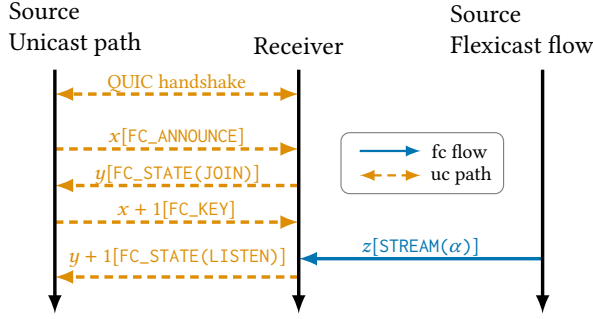 Source
Unicast path
Receiver
Source
Flexicast flow
QUIC handshake
x[FC_ANNOUNCE]
y[FC_STATE(JOIN)]
x + 1[FC_KEY]
y + 1[FC_STATE(LISTEN)]
fc flow
uc path
z[STREAM(α)]